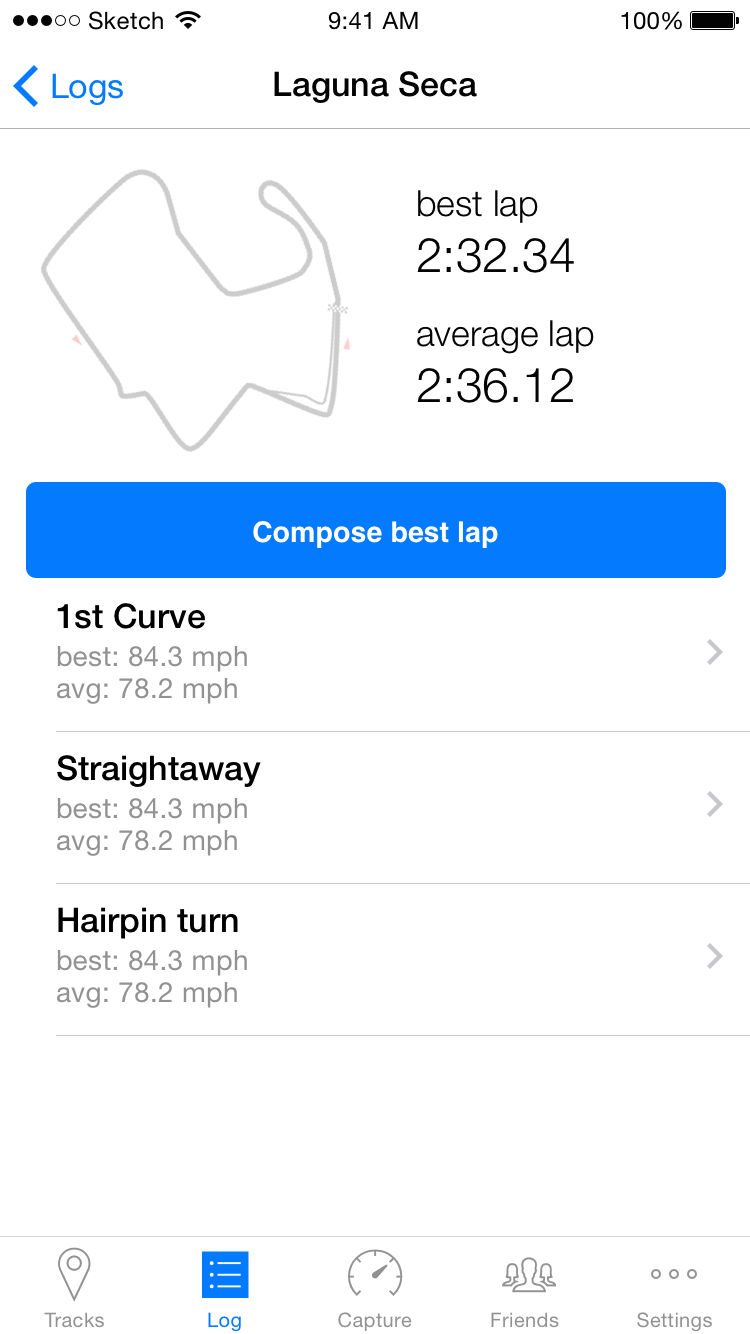 Sketch 9:41 AM 100%
Logs Laguna Seca
best lap
2:32.34
average lap
2:36.12
Compose best lap
1st Curve
best: 84.3 mph
avg: 78.2 mph
Straightaway
best: 84.3 mph
avg: 78.2 mph
Hairpin turn
best: 84.3 mph
avg: 78.2 mph
Tracks Log Capture Friends Settings